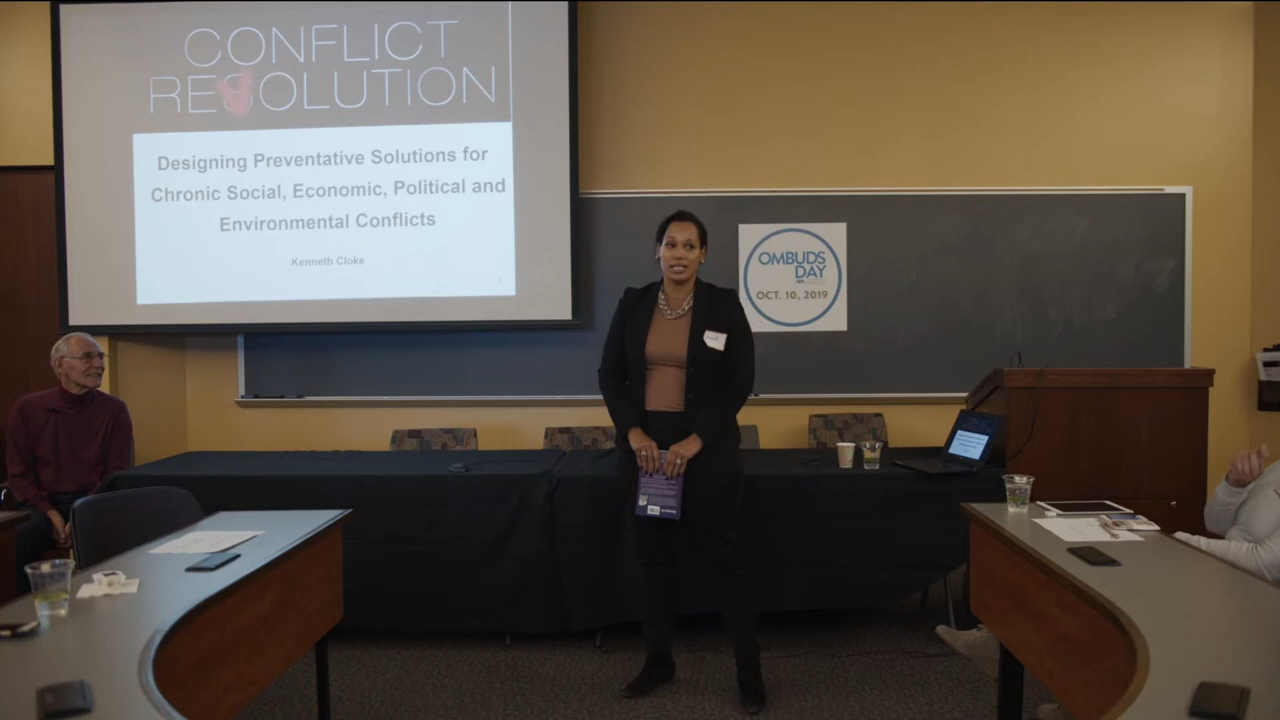 CONFLICT
RESOLUTION
Designing Preventative Solutions for
Chronic Social, Economic, Political and
Environmental Conflicts
Kenneth Cloke
OMBUDS
DAY
OCT. 10, 2019